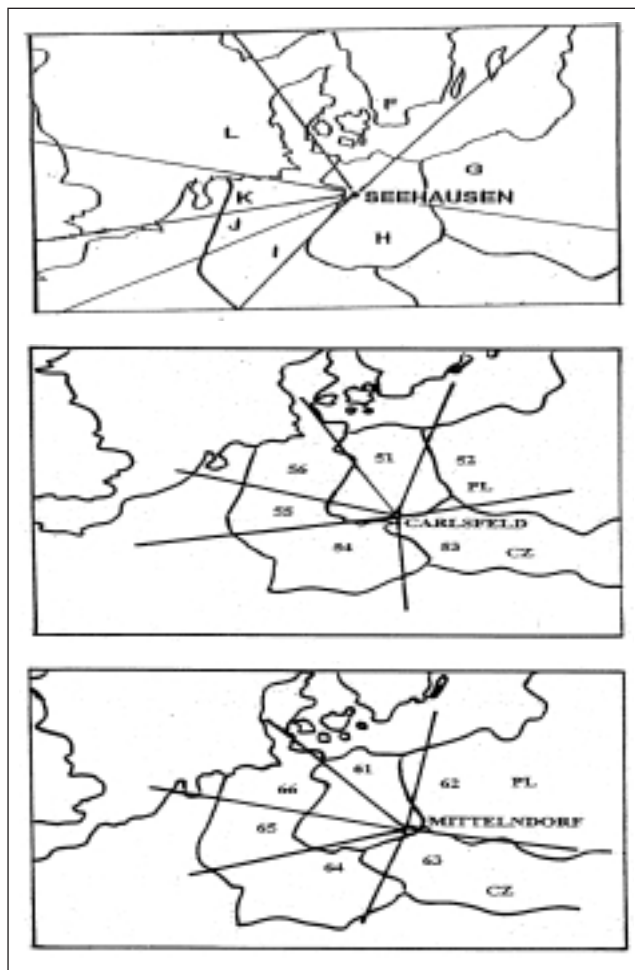 F
L
G
K
SEEHAUSEN
J
H
I
51
52
56
PL
55
CARLSFELD
54
53
CZ
61
62
PL
66
MITTELNDORF
65
64
63
CZ